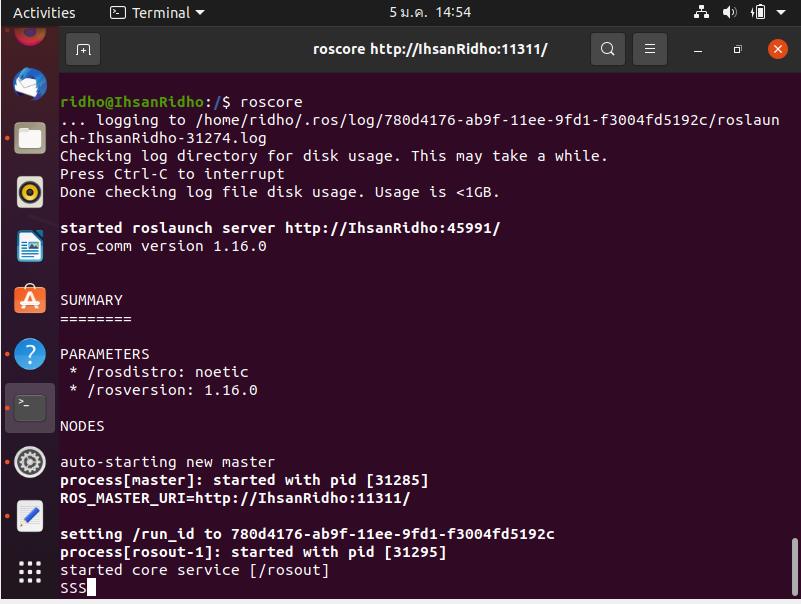 Activities
Terminal
5 ม.ค. 14:54
roscore http://IhsanRidho:11311/
ridho@IhsanRidho:/$ roscore
... logging to /home/ridho/.ros/log/780d4176-ab9f-11ee-9fd1-f3004fd5192c/roslaun
ch-IhsanRidho-31274.log
Checking log directory for disk usage. This may take a while.
Press Ctrl-C to interrupt
Done checking log file disk usage. Usage is <1GB.
started roslaunch server http://IhsanRidho:45991/
ros_comm version 1.16.0
SUMMARY
========
PARAMETERS
 * /rosdistro: noetic
 * /rosversion: 1.16.0
NODES
auto-starting new master
process[master]: started with pid [31285]
ROS_MASTER_URI=http://IhsanRidho:11311/
setting /run_id to 780d4176-ab9f-11ee-9fd1-f3004fd5192c
process[rosout-1]: started with pid [31295]
started core service [/rosout]
SSS